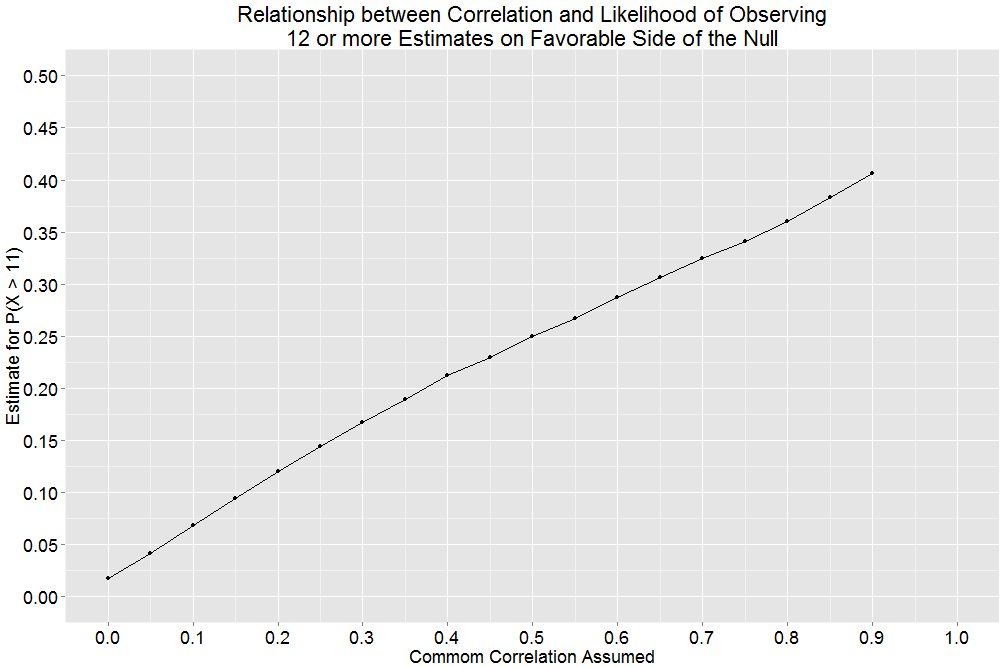 Relationship between Correlation and Likelihood of Observing
12 or more Estimates on Favorable Side of the Null
Estimate for P(X > 11)
0.50
0.45
0.40
0.35
0.30
0.25
0.20
0.15
0.10
0.05
0.00
0.0 0.1 0.2 0.3 0.4 0.5 0.6 0.7 0.8 0.9 1.0
Commom Correlation Assumed